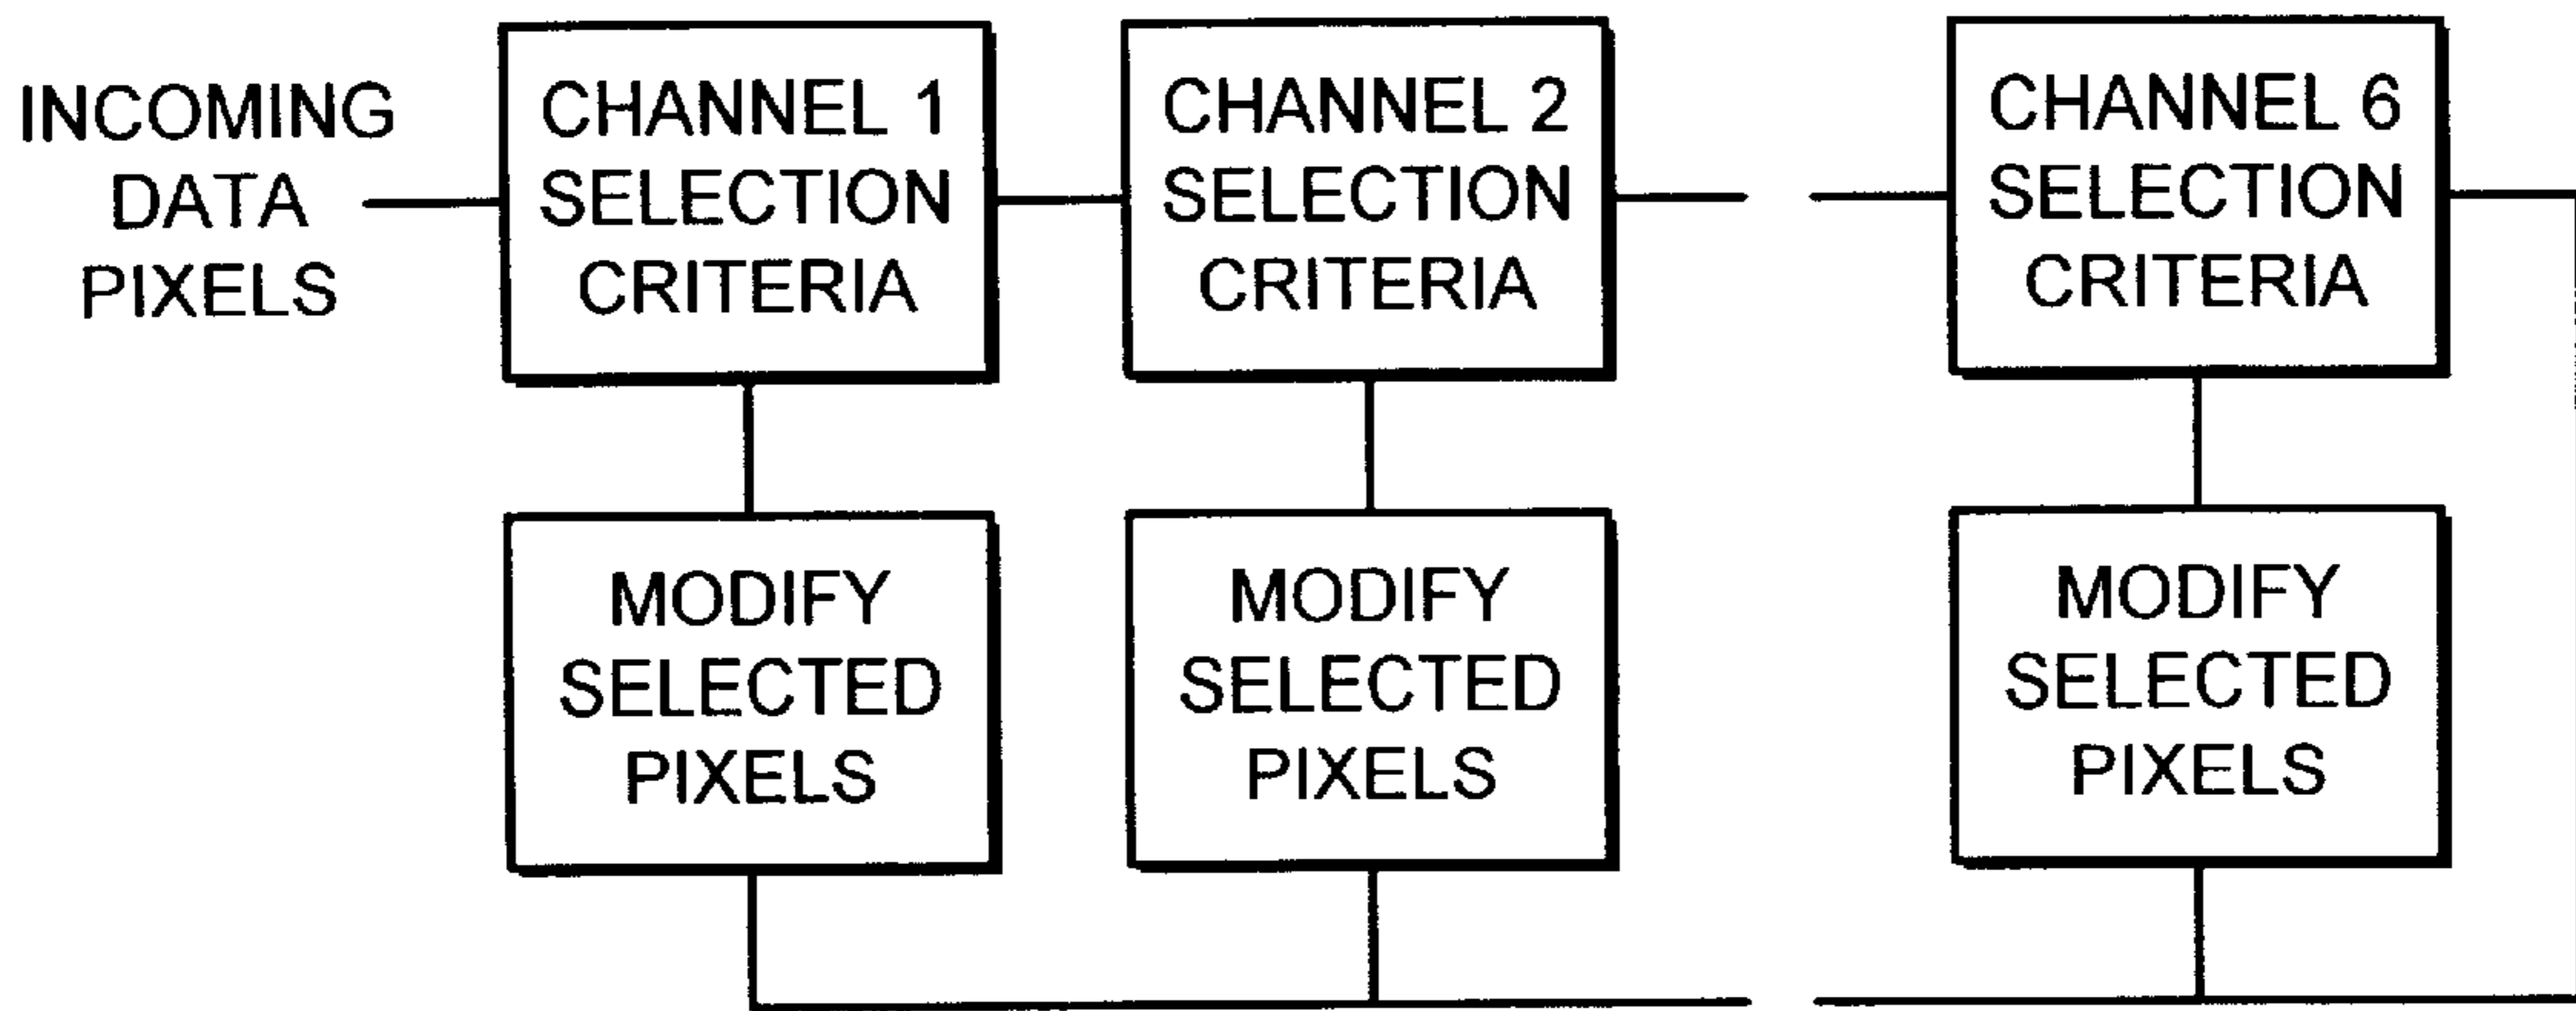 INCOMING
DATA
PIXELS
CHANNEL 1
SELECTION
CRITERIA
CHANNEL 2
SELECTION
CRITERIA
CHANNEL 6
SELECTION
CRITERIA
MODIFY
SELECTED
PIXELS
MODIFY
SELECTED
PIXELS
MODIFY
SELECTED
PIXELS